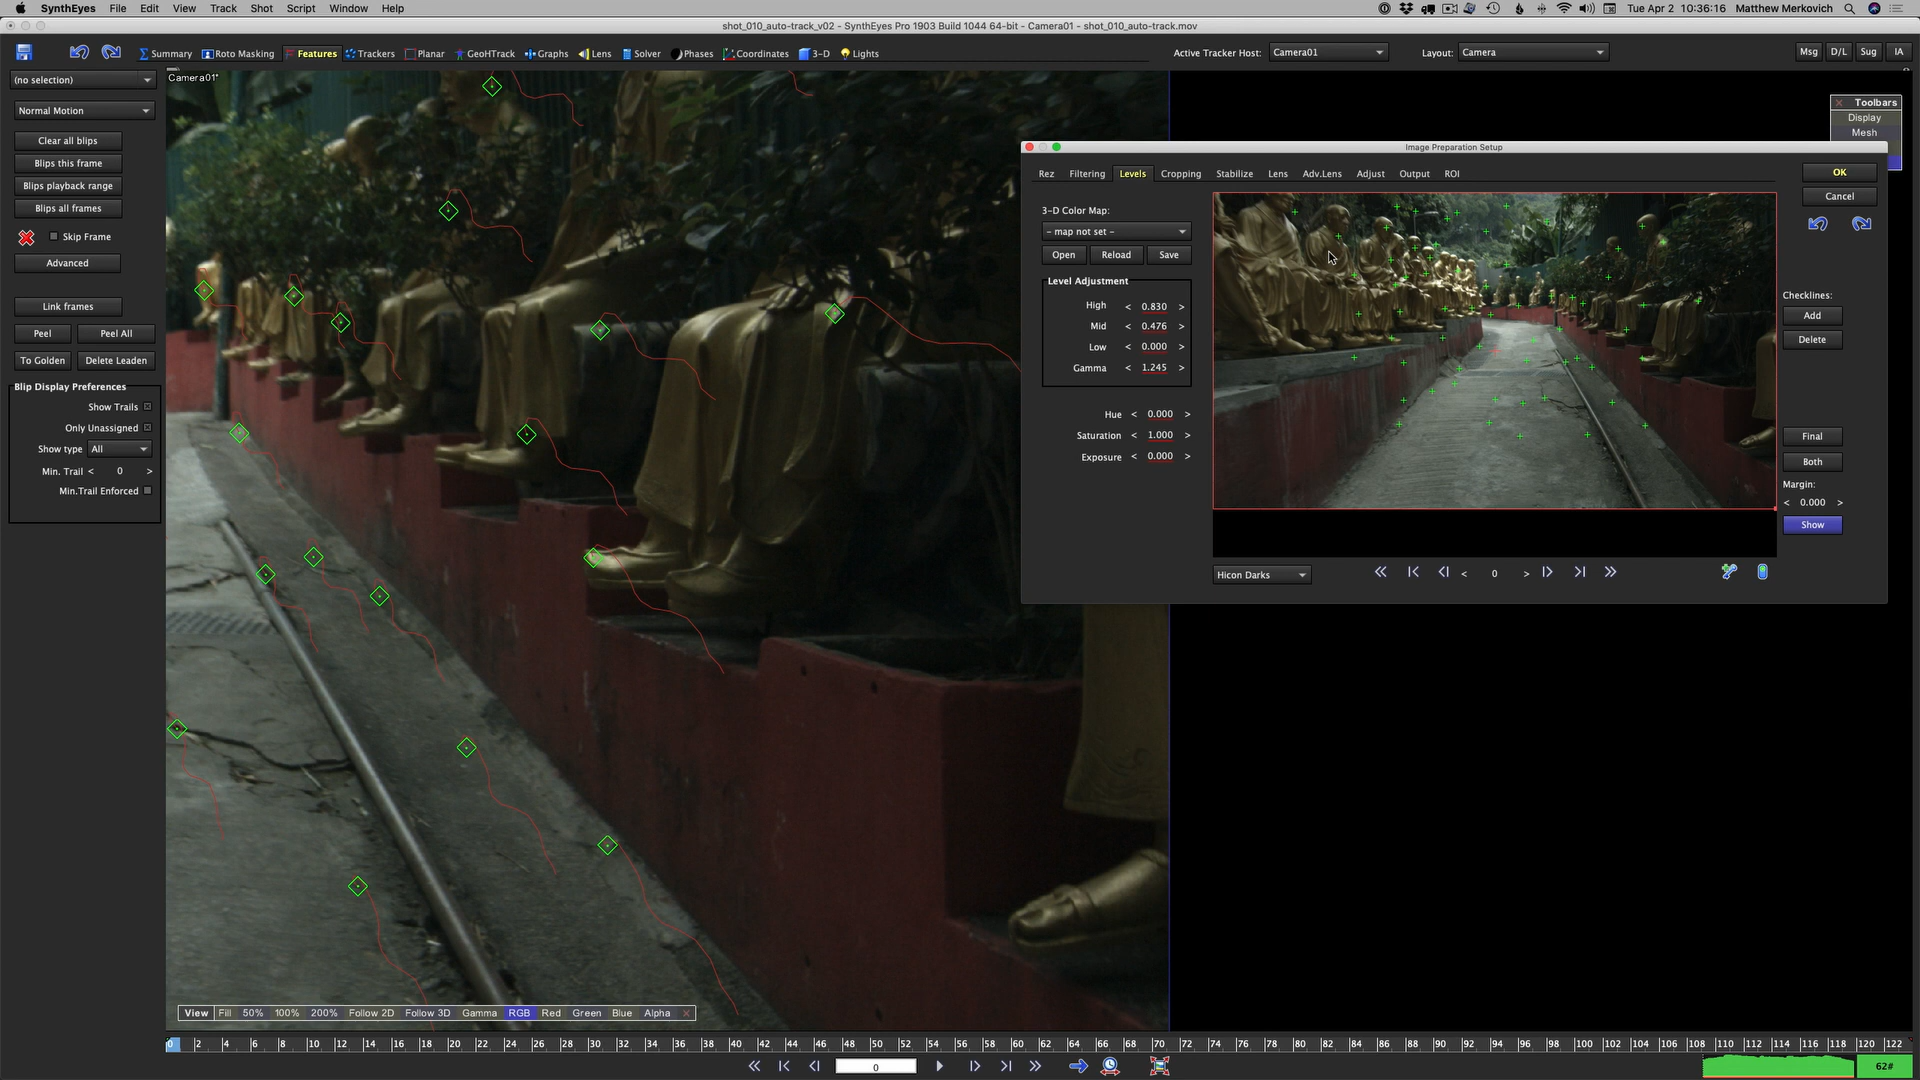 SynthEyes File Edit View Track Shot Script Window Help Tue Apr 2 10:36:16 Matthew Merkovich
shot_010_auto-track_v02 - SynthEyes Pro 1903 Build 1044 64-bit - Camera01 - shot_010_auto-track.mov
Summary Roto Masking Features Trackers Planar GeoHTrack Graphs Lens Solver Phases Coordinates 3-D Lights Active Tracker Host: Camera01 Layout: Camera Msg D/L Sug IA
(no selection)
Camera01*
Normal Motion
Clear all blips
Blips this frame
Blips playback range
Blips all frames
Skip Frame
Advanced
Link frames
Peel Peel All
To Golden Delete Leaden
Blip Display Preferences
Show Trails
Only Unassigned
Show type All
Min. Trail < 0 >
Min.Trail Enforced
Toolbars
Display
Mesh
Image Preparation Setup
Rez Filtering Levels Cropping Stabilize Lens Adv.Lens Adjust Output ROI
OK
Cancel
3-D Color Map:
- map not set -
Open Reload Save
Level Adjustment
High < 0.830 >
Mid < 0.476 >
Low < 0.000 >
Gamma < 1.245 >
Hue < 0.000 >
Saturation < 1.000 >
Exposure < 0.000 >
Checklines:
Add
Delete
Final
Both
Margin:
< 0.000 >
Show
Hicon Darks < 0 >
View Fill 50% 100% 200% Follow 2D Follow 3D Gamma RGB Red Green Blue Alpha
0 2 4 6 8 10 12 14 16 18 20 22 24 26 28 30 32 34 36 38 40 42 44 46 48 50 52 54 56 58 60 62 64 66 68 70 72 74 76 78 80 82 84 86 88 90 92 94 96 98 100 102 104 106 108 110 112 114 116 118 120 122
0
62#